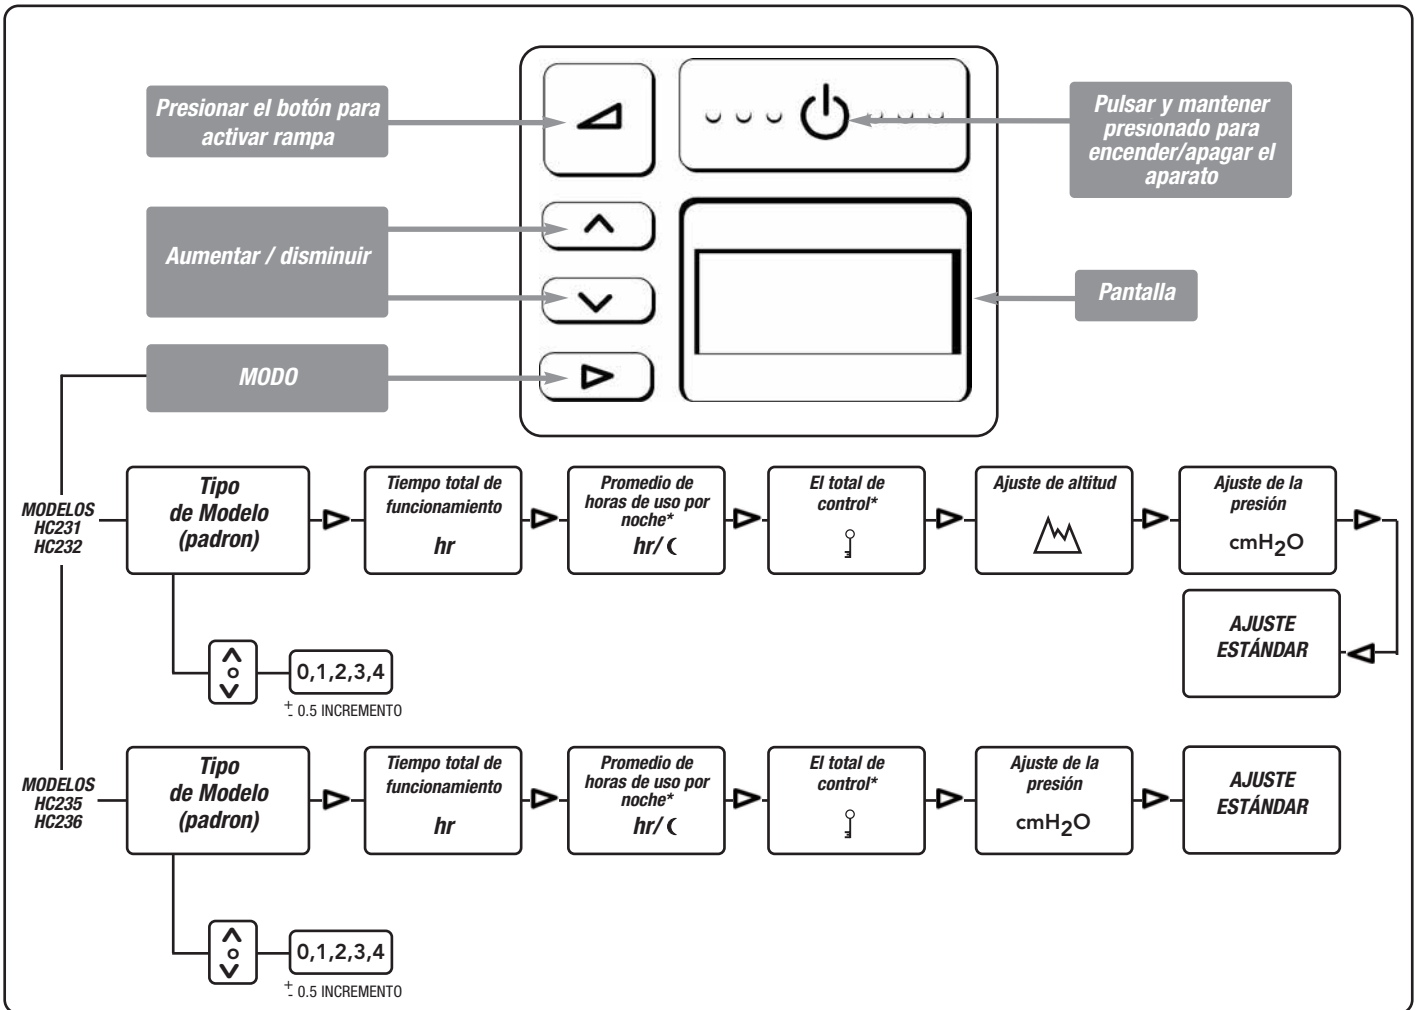 Presionar el botón para
activar rampa
Pulsar y mantener
presionado para
encender/apagar el
aparato
Aumentar / disminuir
Pantalla
MODO
MODELOS
HC231
HC232
Tipo
de Modelo
(padron)
Tiempo total de
funcionamiento
hr
Promedio de
horas de uso por
noche*
hr/
El total de
control*
Ajuste de altitud
Ajuste de la
presión
cmH2O
AJUSTE
ESTÁNDAR
0,1,2,3,4
+
- 0.5 INCREMENTO
MODELOS
HC235
HC236
Tipo
de Modelo
(padron)
Tiempo total de
funcionamiento
hr
Promedio de
horas de uso por
noche*
hr/
El total de
control*
Ajuste de la
presión
cmH2O
AJUSTE
ESTÁNDAR
0,1,2,3,4
+
- 0.5 INCREMENTO